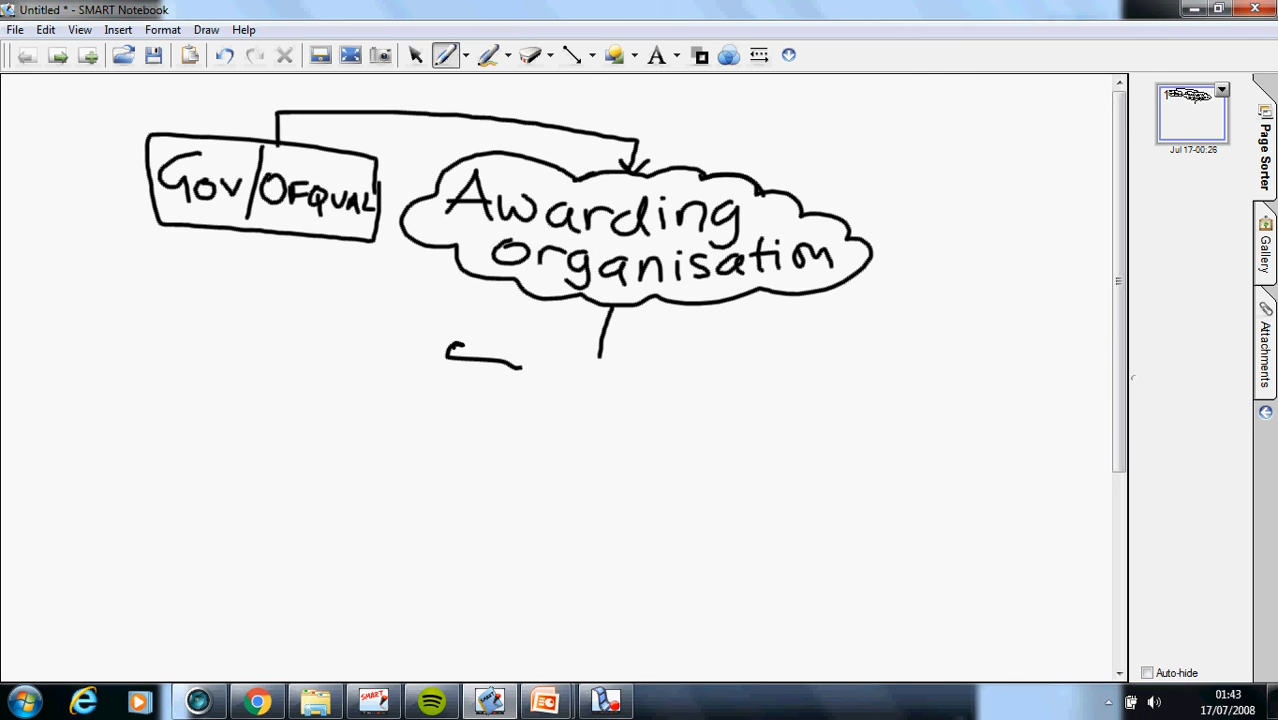 Untitled * - SMART Notebook
File Edit View Insert Format Draw Help
GOV/OFQUAL
Awarding
organisation
Jul 17-00:26
Page Sorter
Gallery
Attachments
Auto-hide
SMART
01:43
17/07/2008